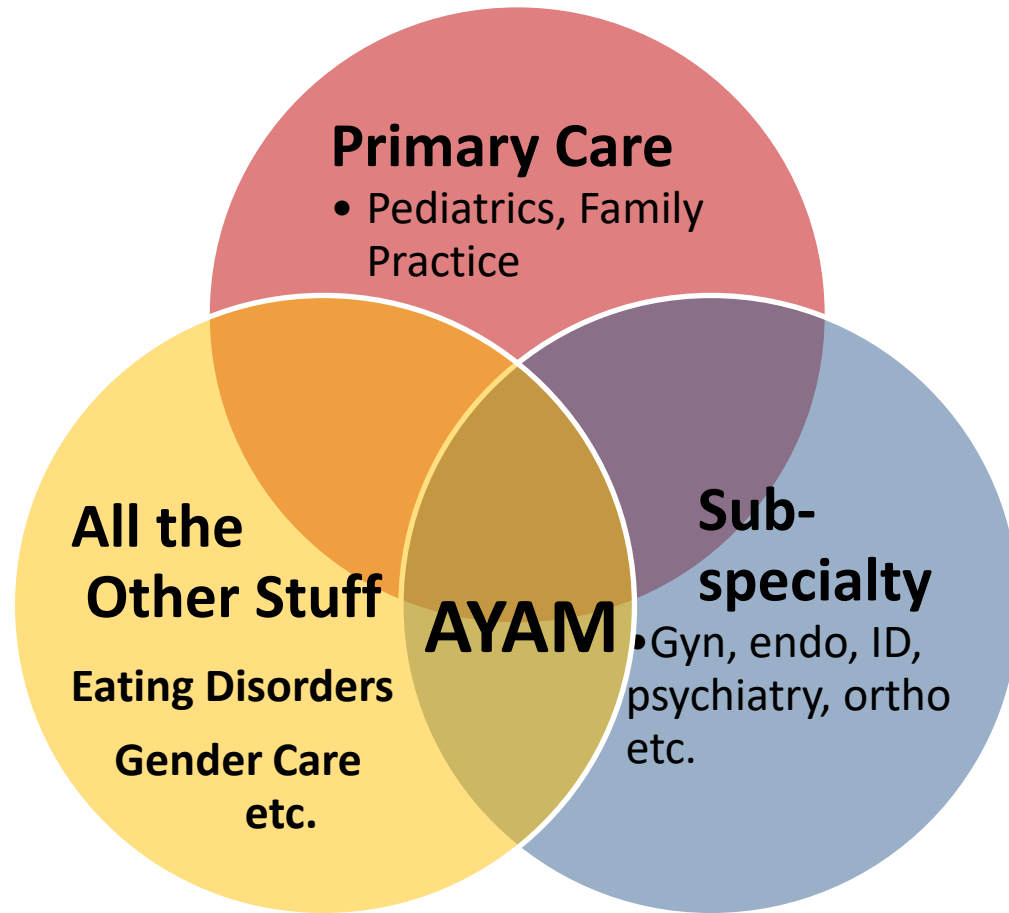 Primary Care
• Pediatrics, Family
Practice
All the
Other Stuff
Eating Disorders
Gender Care
etc.
AYAM
Sub-
specialty
•Gyn, endo, ID,
psychiatry, ortho
etc.